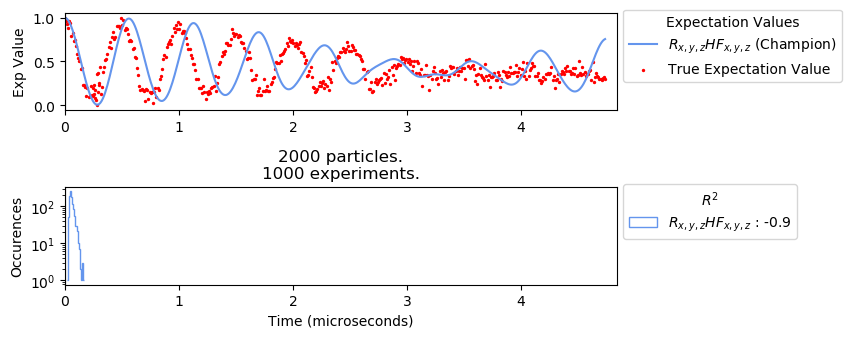 Expectation Values
R_{x,y,z}HF_{x,y,z} (Champion)
True Expectation Value
Exp Value
1.0
0.5
0.0
0 1 2 3 4
2000 particles.
1000 experiments.
R^2
R_{x,y,z}HF_{x,y,z} : -0.9
Occurences
10^2
10^1
10^0
0 1 2 3 4
Time (microseconds)